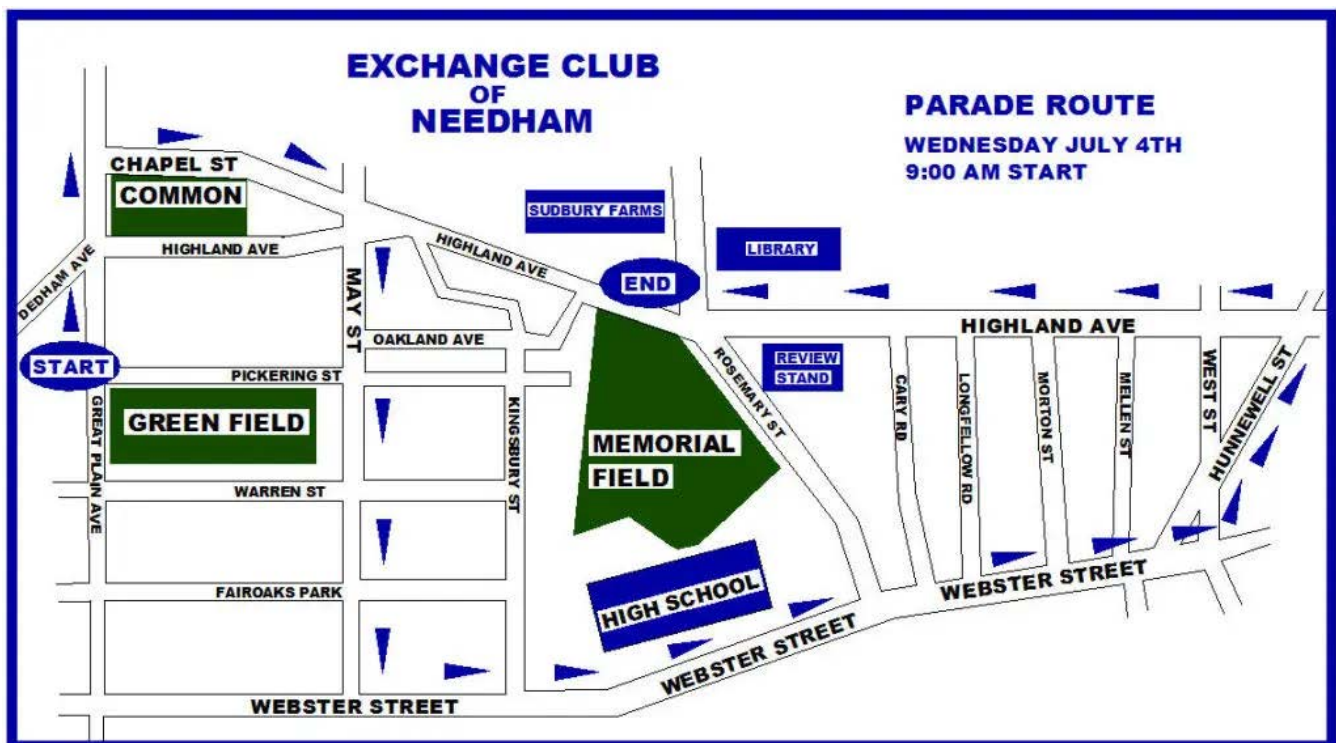 EXCHANGE CLUB
OF
NEEDHAM
PARADE ROUTE
WEDNESDAY JULY 4TH
9:00 AM START
CHAPEL ST
COMMON
SUDBURY FARMS
LIBRARY
HIGHLAND AVE
HIGHLAND AVE
DEDHAM AVE
END
MAY ST
HIGHLAND AVE
OAKLAND AVE
START
PICKERING ST
REVIEW
STAND
ROSEMARY ST
CARY RD
LONGFELLOW RD
MORTON ST
MELLEN ST
WEST ST
HUNNEWELL ST
GREAT PLAIN AVE
GREEN FIELD
KINGSBURY ST
MEMORIAL
FIELD
WARREN ST
FAIROAKS PARK
HIGH SCHOOL
WEBSTER STREET
WEBSTER STREET
WEBSTER STREET